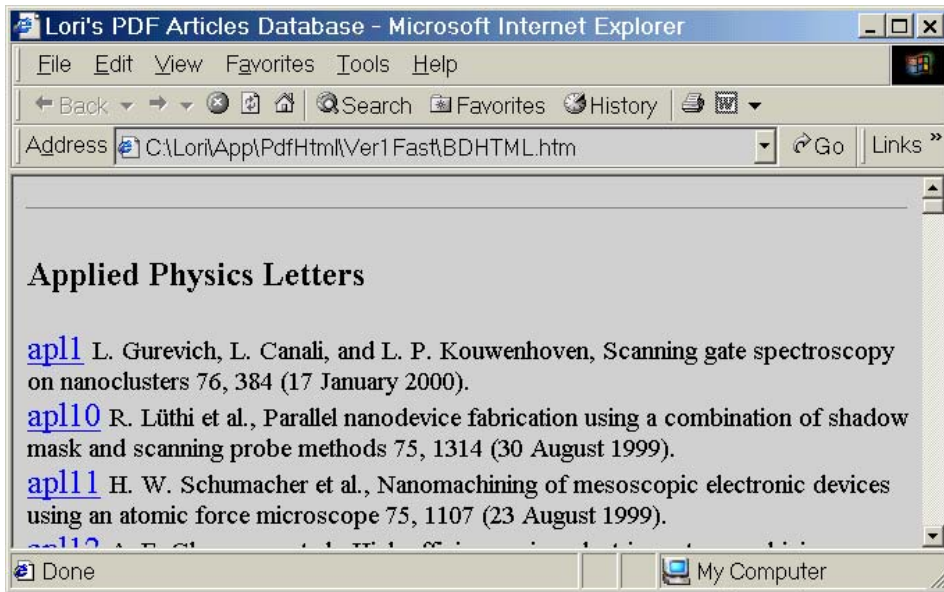 Lori's PDF Articles Database - Microsoft Internet Explorer
File Edit View Favorites Tools Help
Back Search Favorites History
Address C:\Lori\App\PdfHtml\Ver1Fast\BDHTML.htm Go Links »
Applied Physics Letters
apl1 L. Gurevich, L. Canali, and L. P. Kouwenhoven, Scanning gate spectroscopy
on nanoclusters 76, 384 (17 January 2000).
apl10 R. Lüthi et al., Parallel nanodevice fabrication using a combination of shadow
mask and scanning probe methods 75, 1314 (30 August 1999).
apl11 H. W. Schumacher et al., Nanomachining of mesoscopic electronic devices
using an atomic force microscope 75, 1107 (23 August 1999).
apl12
Done My Computer